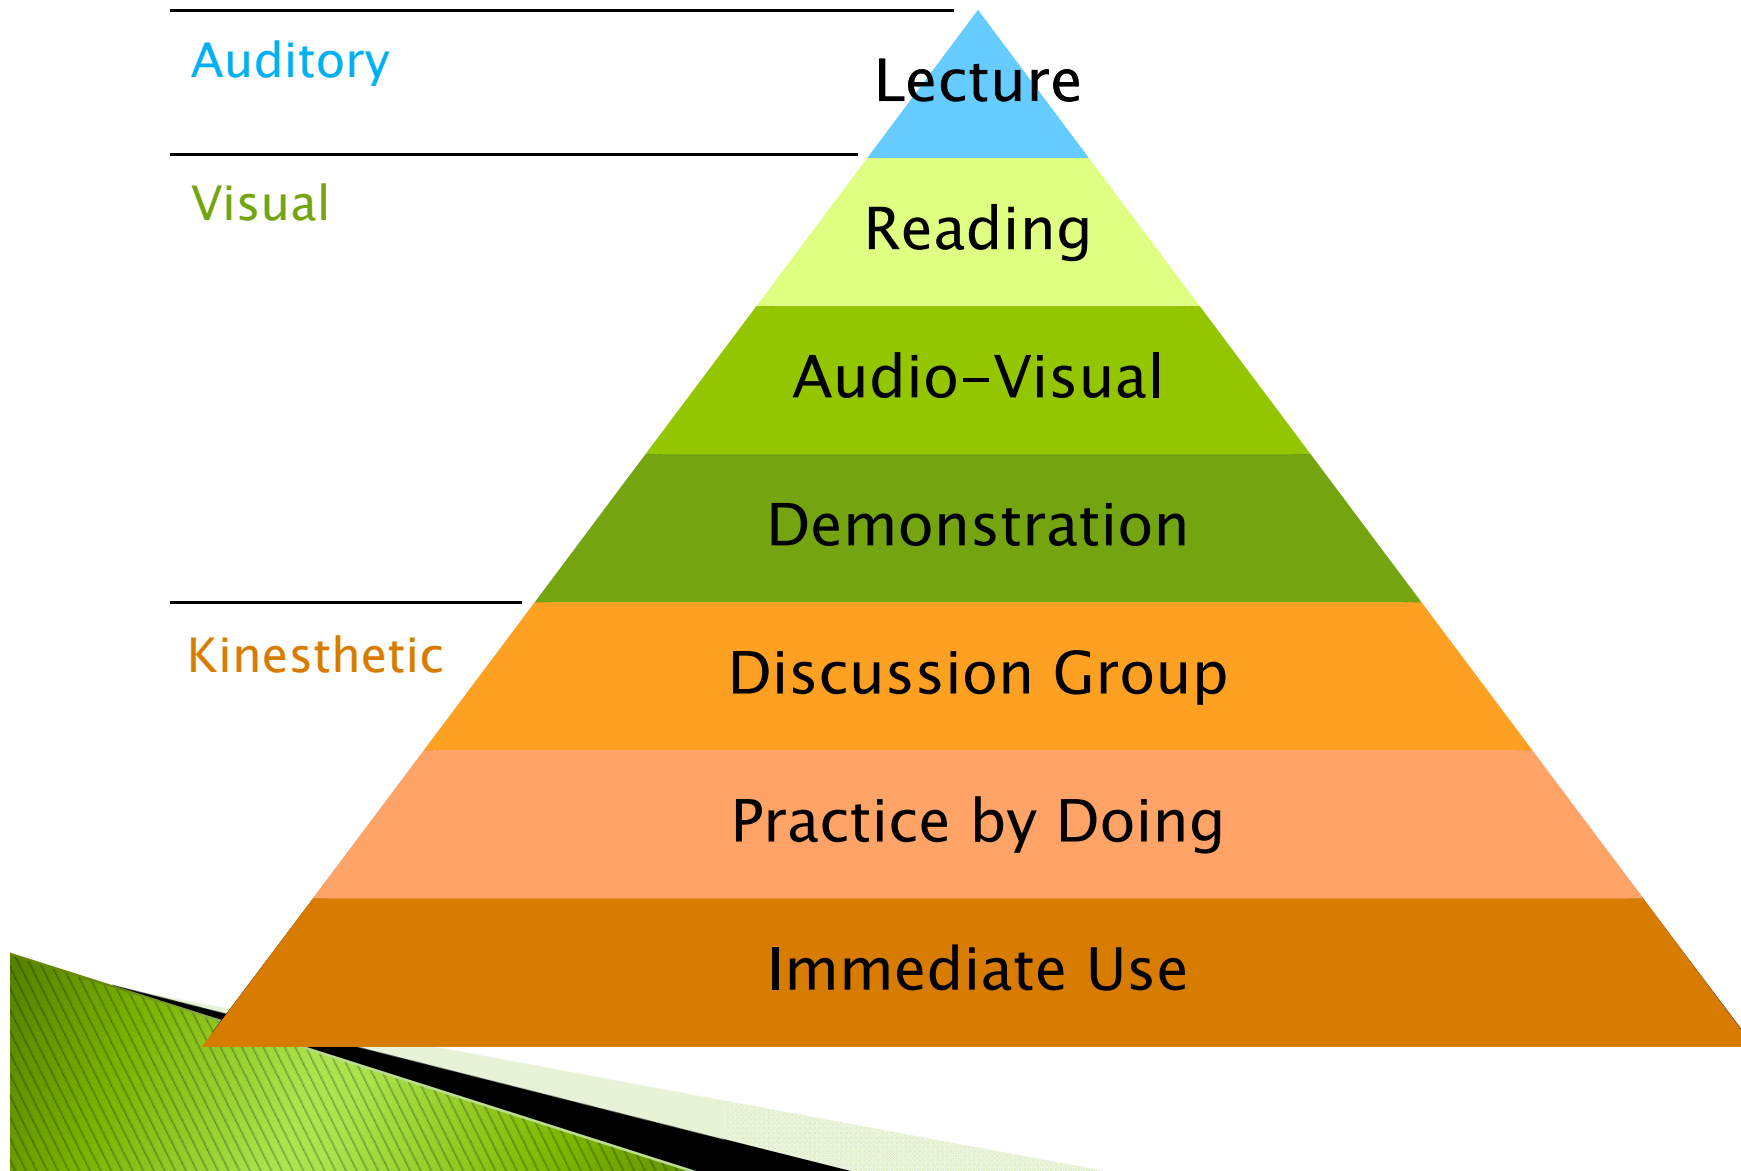 Auditory
Lecture
Visual
Reading
Audio-Visual
Demonstration
Kinesthetic
Discussion Group
Practice by Doing
Immediate Use